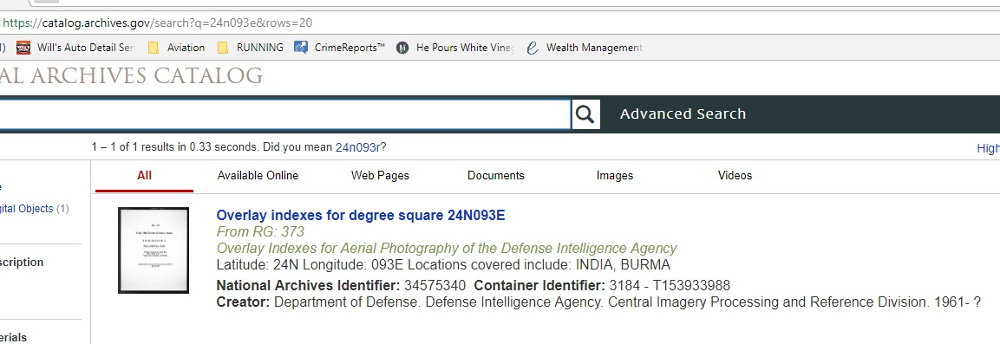 https://catalog.archives.gov/search?q=24n093e&rows=20
) Will's Auto Detail Ser Aviation RUNNING CrimeReports™ He Pours White Vine Wealth Management
AL ARCHIVES CATALOG
Advanced Search
1 – 1 of 1 results in 0.33 seconds. Did you mean 24n093r?
High
All Available Online Web Pages Documents Images Videos
e
gital Objects (1)
scription
erials
Overlay indexes for degree square 24N093E
From RG: 373
Overlay Indexes for Aerial Photography of the Defense Intelligence Agency
Latitude: 24N Longitude: 093E Locations covered include: INDIA, BURMA
National Archives Identifier: 34575340 Container Identifier: 3184 - T153933988
Creator: Department of Defense. Defense Intelligence Agency. Central Imagery Processing and Reference Division. 1961- ?